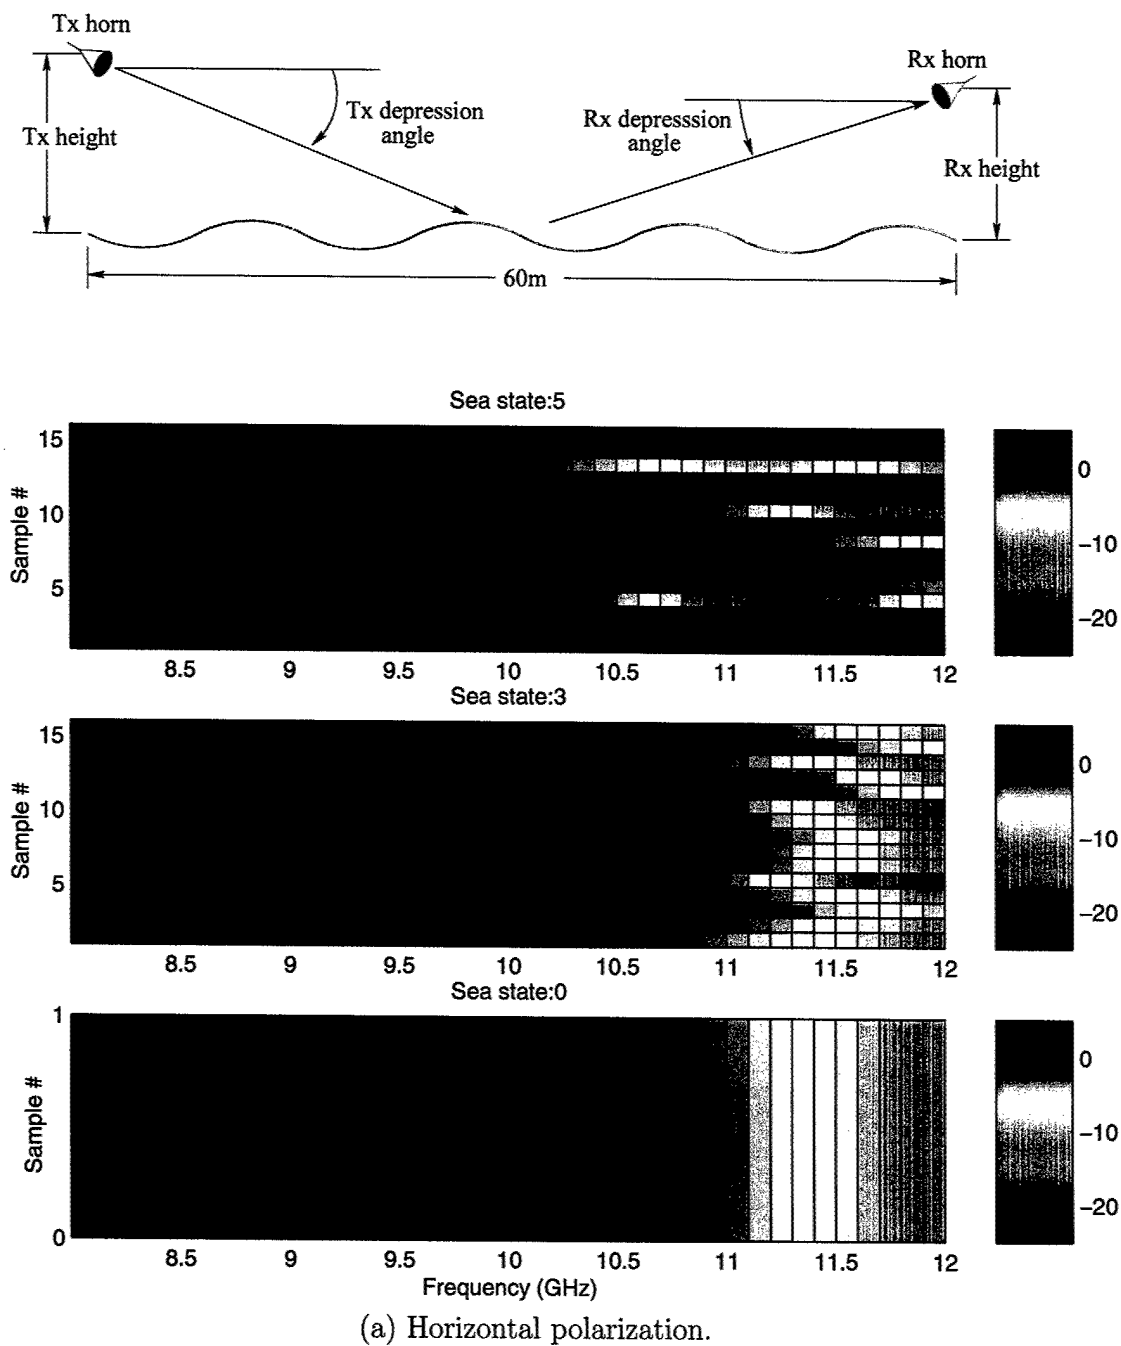 Tx horn
Rx horn
Tx height
Tx depression
angle
Rx depresssion
angle
Rx height
60m
Sea state:5
Sample #
15
10
5
8.5 9 9.5 10 10.5 11 11.5 12
0
−10
−20
Sea state:3
Sample #
15
10
5
8.5 9 9.5 10 10.5 11 11.5 12
0
−10
−20
Sea state:0
Sample #
1
0.5
0
8.5 9 9.5 10 10.5 11 11.5 12
Frequency (GHz)
0
−10
−20
(a) Horizontal polarization.